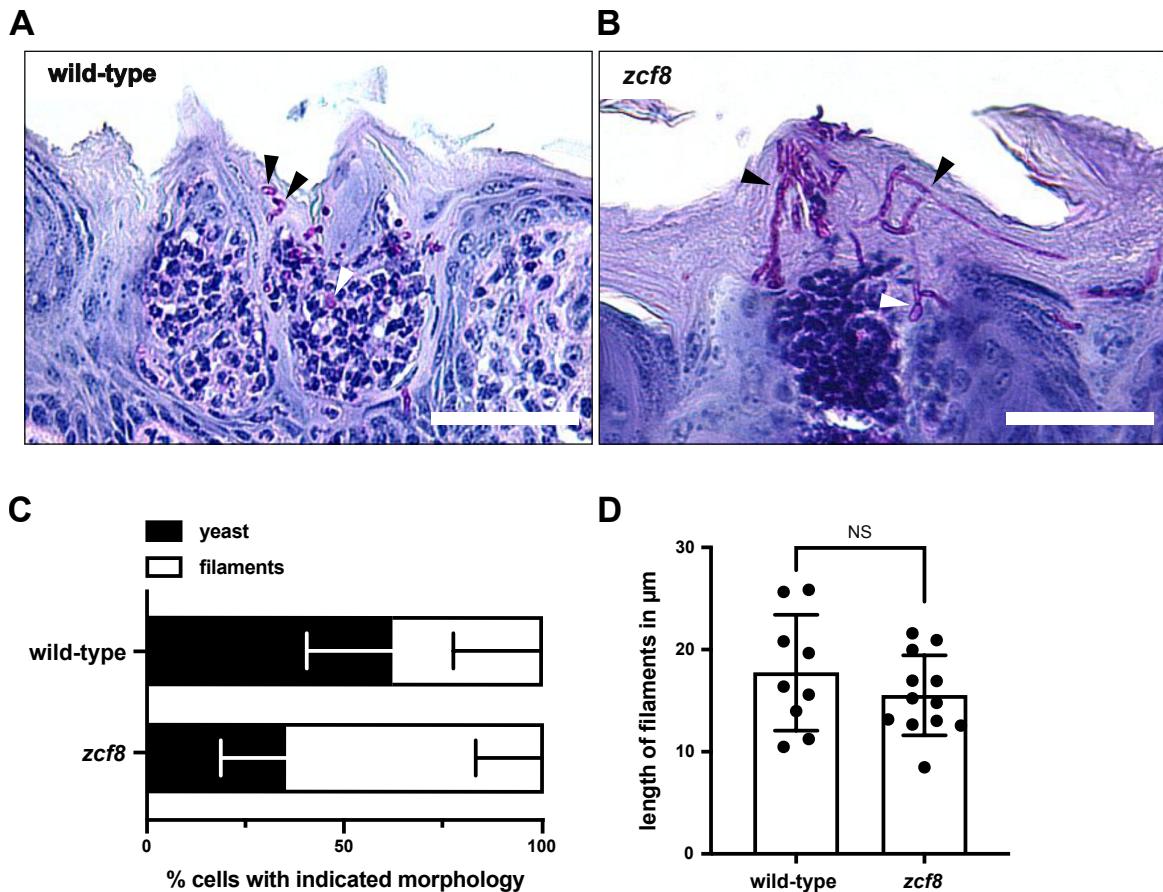 A
B
wild-type
zcf8
C
D
yeast
filaments
wild-type
zcf8
0
50
100
% cells with indicated morphology
NS
30
20
10
0
length of filaments in µm
wild-type
zcf8